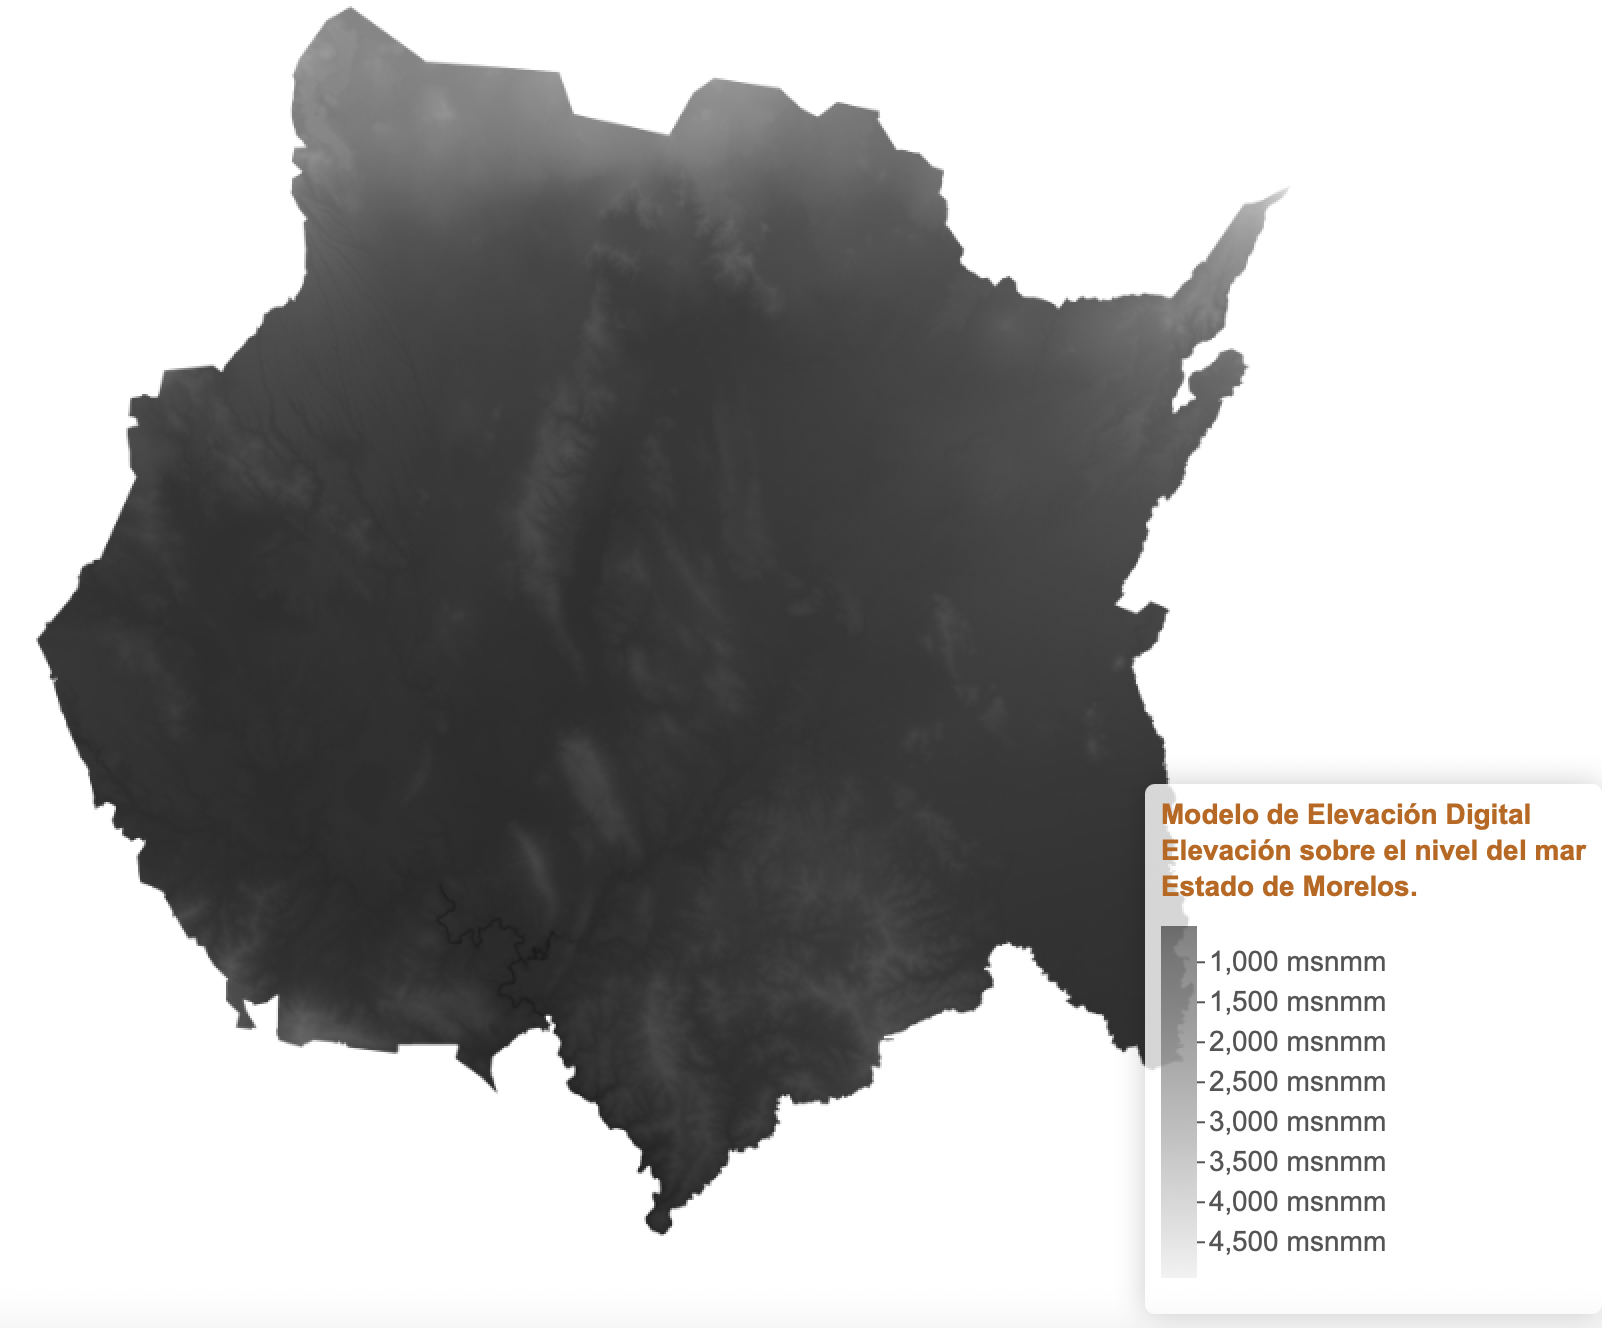 Modelo de Elevación Digital
Elevación sobre el nivel del mar
Estado de Morelos.
1,000 msnmm
1,500 msnmm
2,000 msnmm
2,500 msnmm
3,000 msnmm
3,500 msnmm
4,000 msnmm
4,500 msnmm